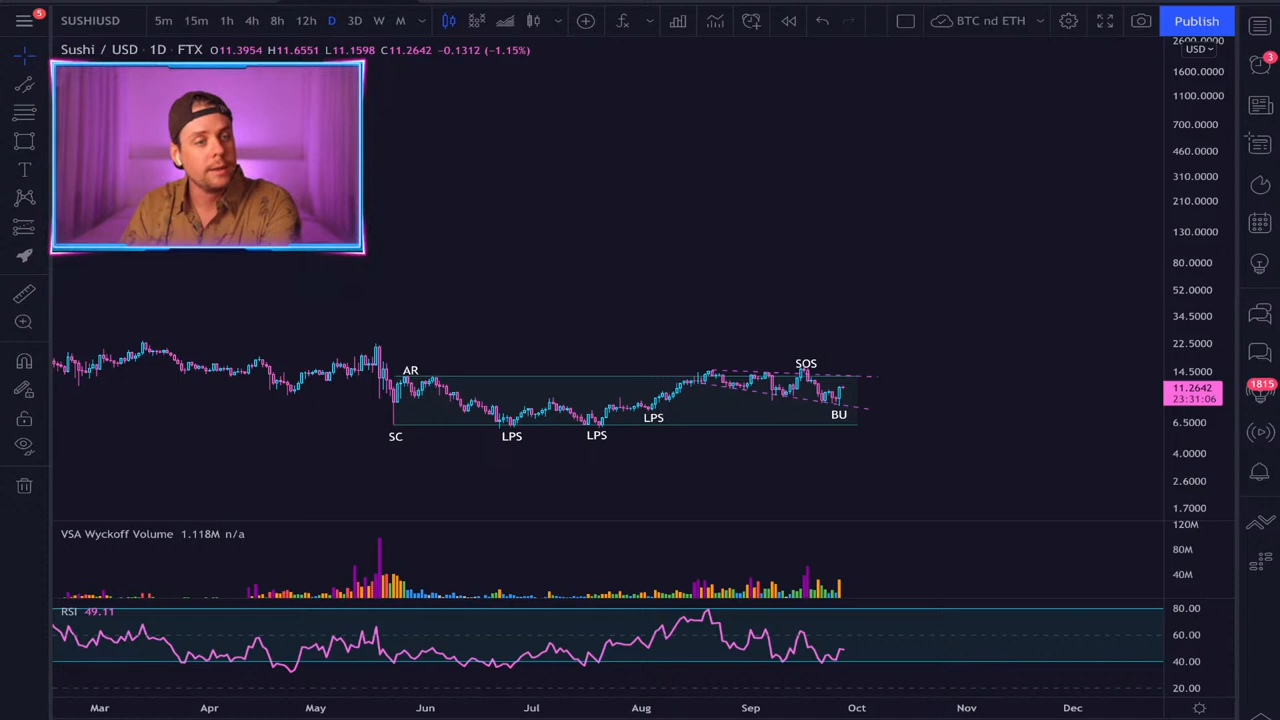 5
SUSHIUSD 5m 15m 1h 4h 8h 12h D 3D W M BTC nd ETH Publish
Sushi / USD · 1D · FTX O11.3954 H11.6551 L11.1598 C11.2642 -0.1312 (-1.15%)
2600.0000
USD
3
1600.0000
1100.0000
700.0000
460.0000
310.0000
210.0000
130.0000
80.0000
52.0000
34.5000
22.5000
14.5000
11.2642
23:31:06
1815
6.5000
4.0000
2.6000
1.7000
AR SOS
LPS BU
SC LPS LPS
VSA Wyckoff Volume 1.118M n/a
120M
80M
40M
RSI 49.11
80.00
60.00
40.00
20.00
Mar Apr May Jun Jul Aug Sep Oct Nov Dec